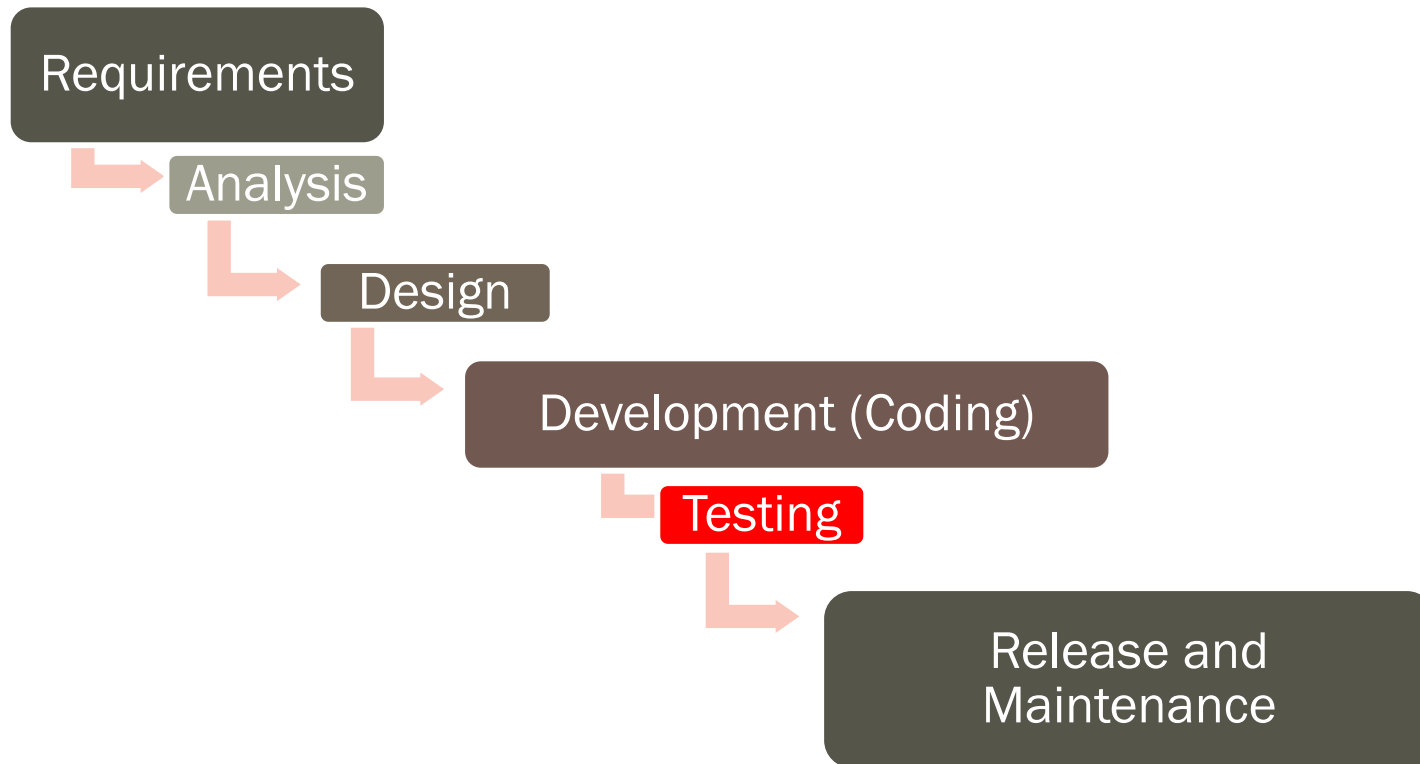 Requirements
Analysis
Design
Development (Coding)
Testing
Release and
Maintenance